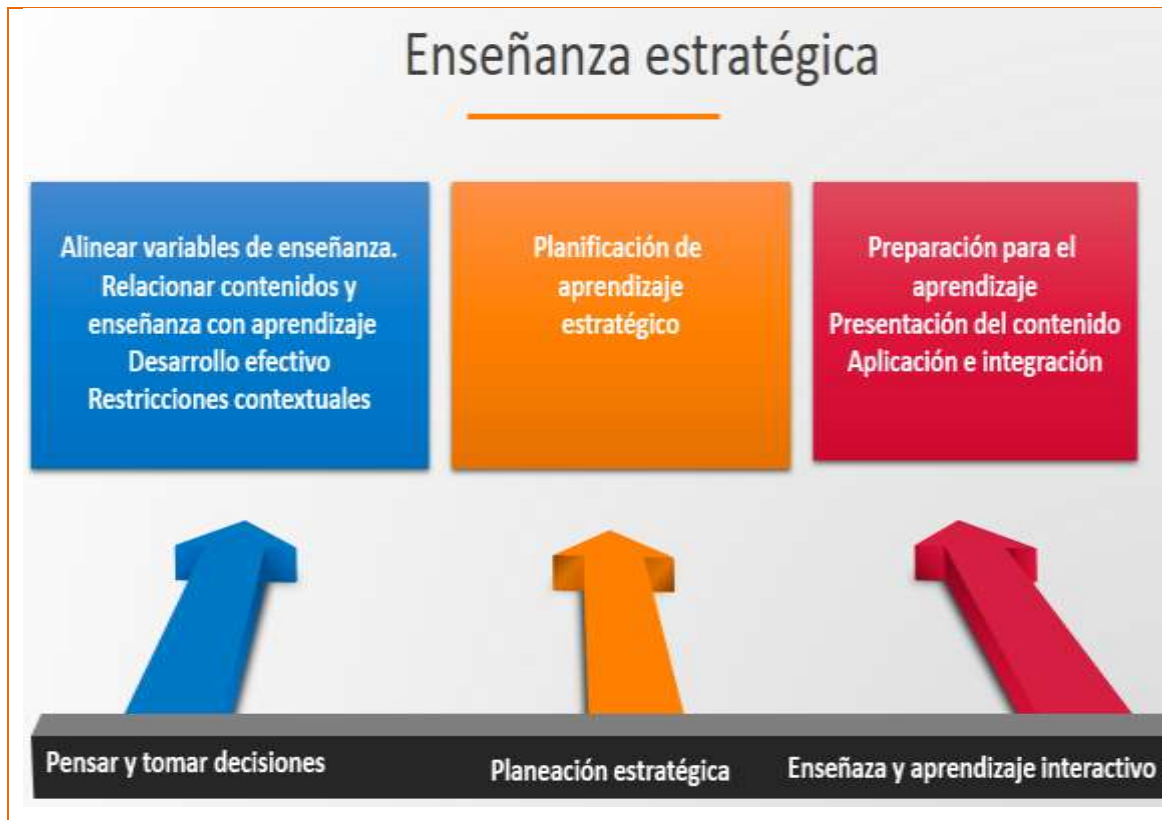 Enseñanza estratégica
Alinear variables de enseñanza.
Relacionar contenidos y
enseñanza con aprendizaje
Desarrollo efectivo
Restricciones contextuales
Planificación de
aprendizaje
estratégico
Preparación para el
aprendizaje
Presentación del contenido
Aplicación e integración
Pensar y tomar decisiones
Planeación estratégica
Enseñaza y aprendizaje interactivo